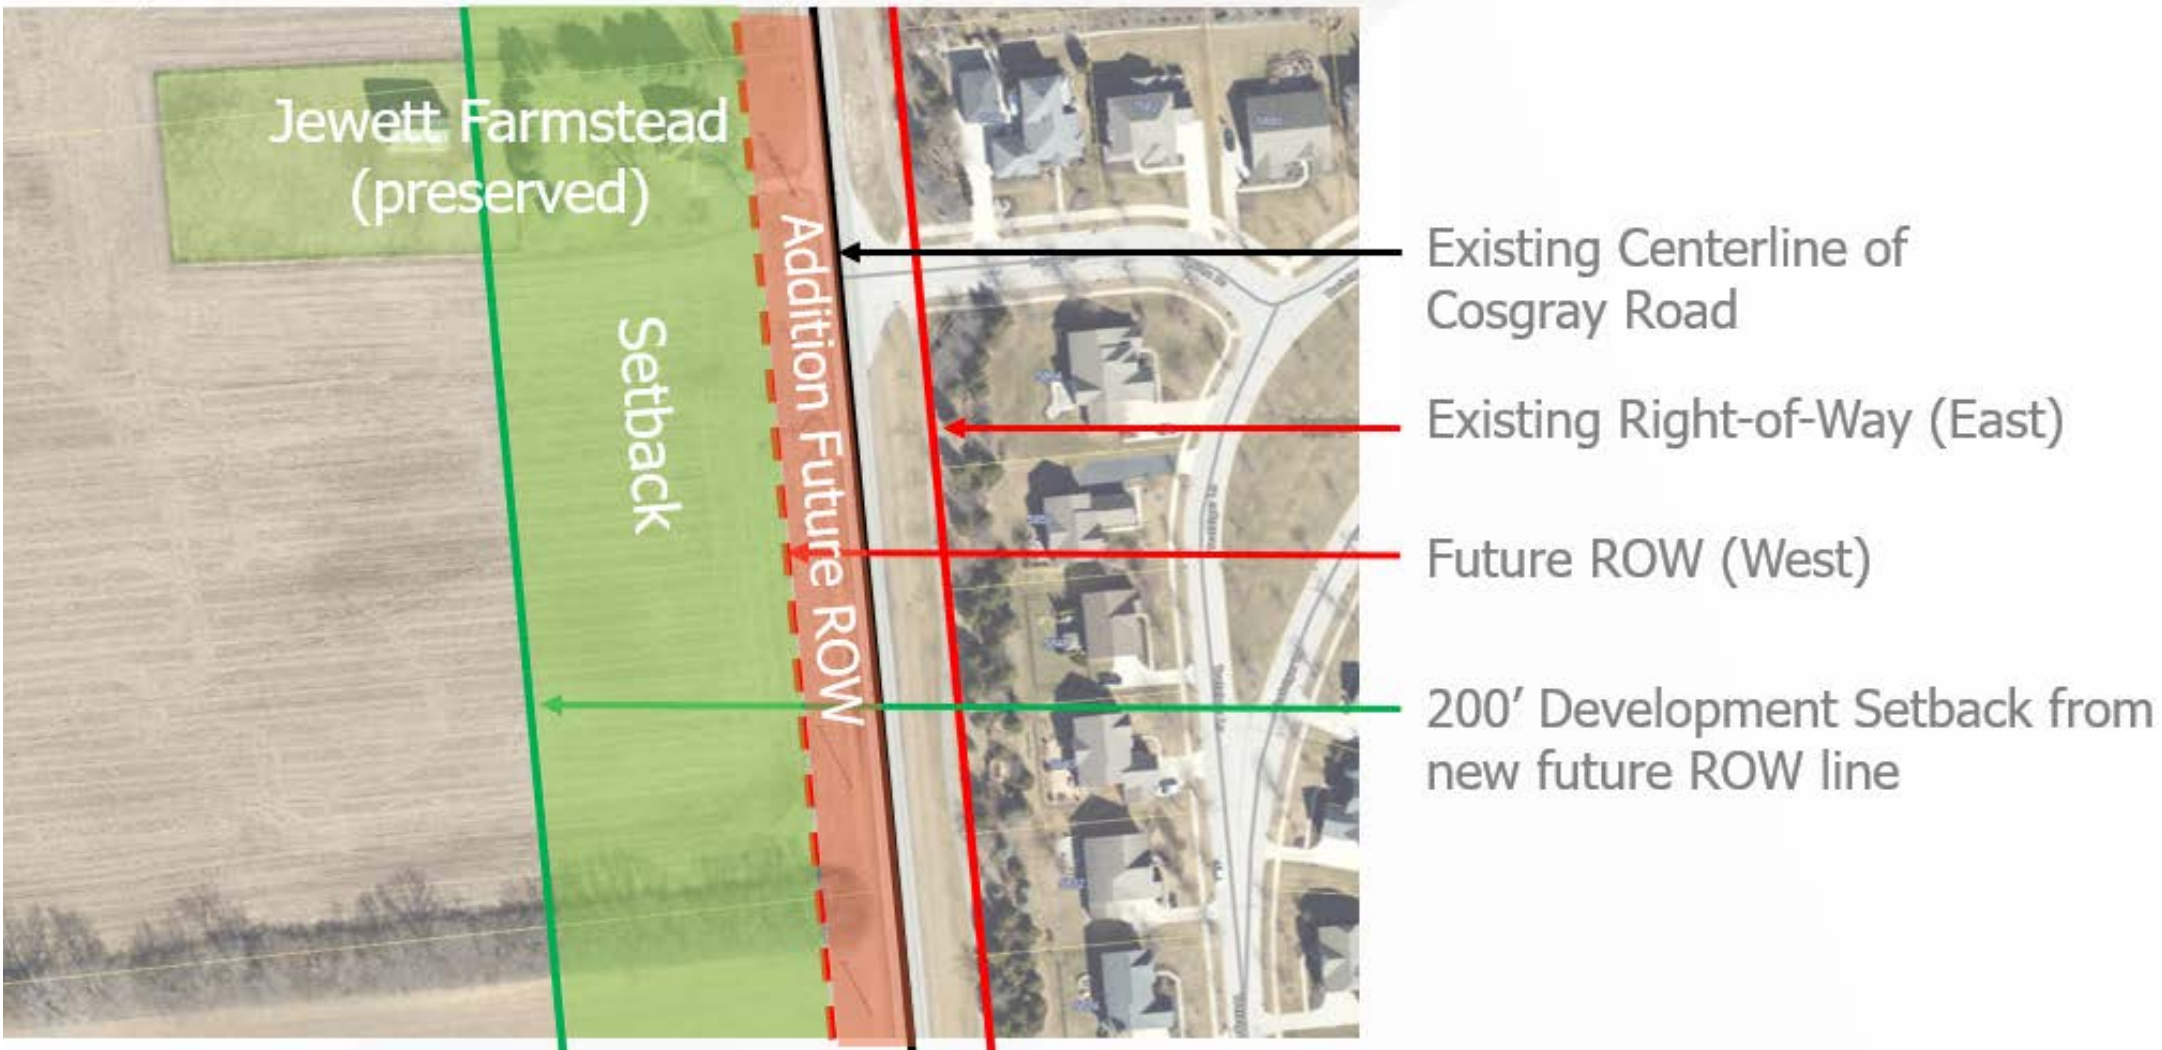 Jewett Farmstead
(preserved)
Setback
Addition Future ROW
Existing Centerline of
Cosgray Road
Existing Right-of-Way (East)
Future ROW (West)
200’ Development Setback from
new future ROW line